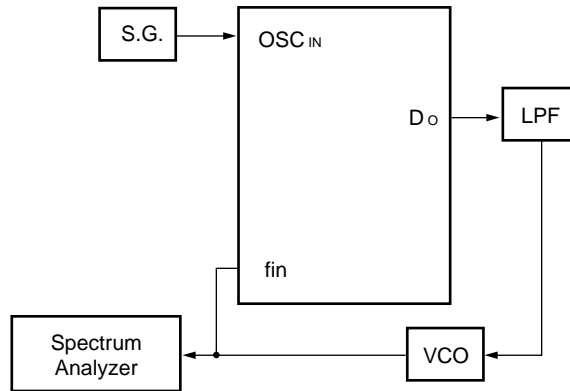 S.G.
OSC IN
DO
LPF
fin
Spectrum
Analyzer
VCO